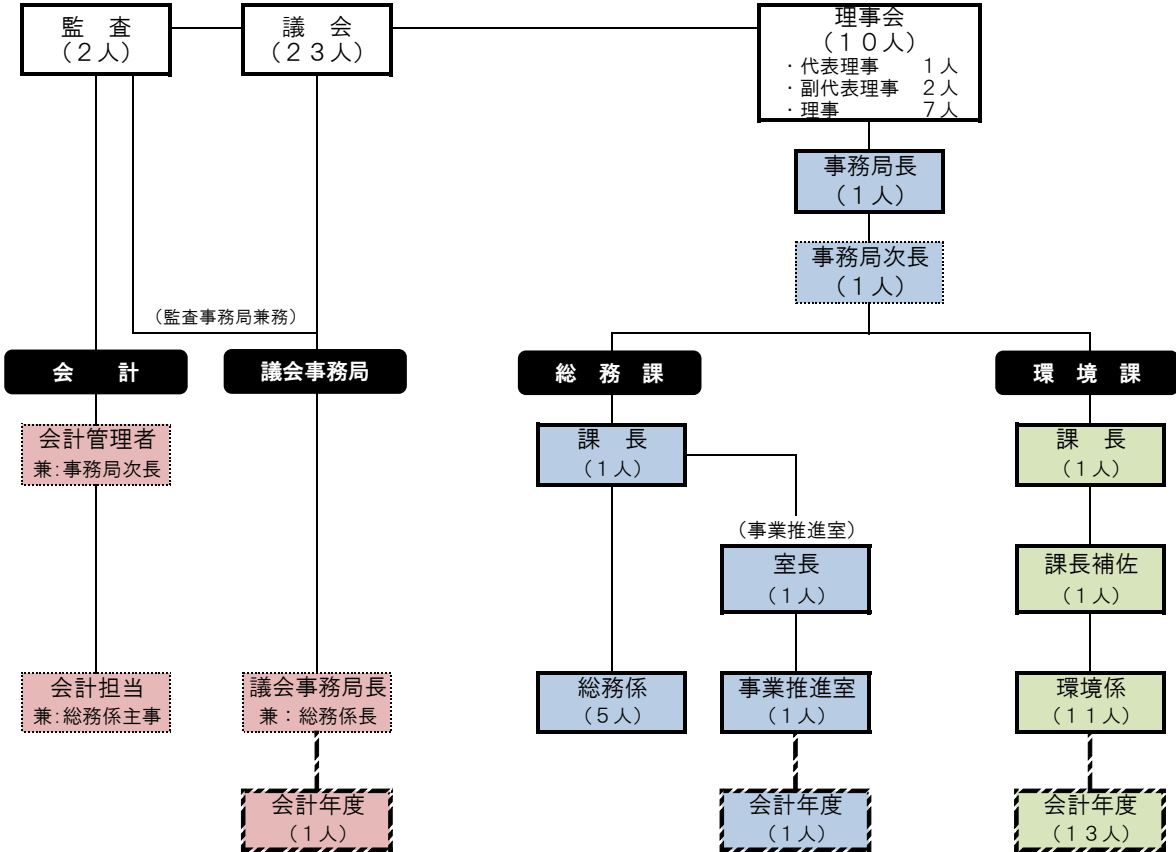 監　査
（２人）
議　会
（２３人）
理事会
（１０人）
・代表理事　　１人
・副代表理事　２人
・理事　　　　７人
事務局長
（１人）
事務局次長
（１人）
（監査事務局兼務）
会　　計
議会事務局
総　務　課
環　境　課
会計管理者
兼：事務局次長
課　長
（１人）
課　長
（１人）
（事業推進室）
室長
（１人）
課長補佐
（１人）
会計担当
兼：総務係主事
議会事務局長
兼：総務係長
総務係
（５人）
事業推進室
（１人）
環境係
（１１人）
会計年度
（１人）
会計年度
（１人）
会計年度
（１３人）